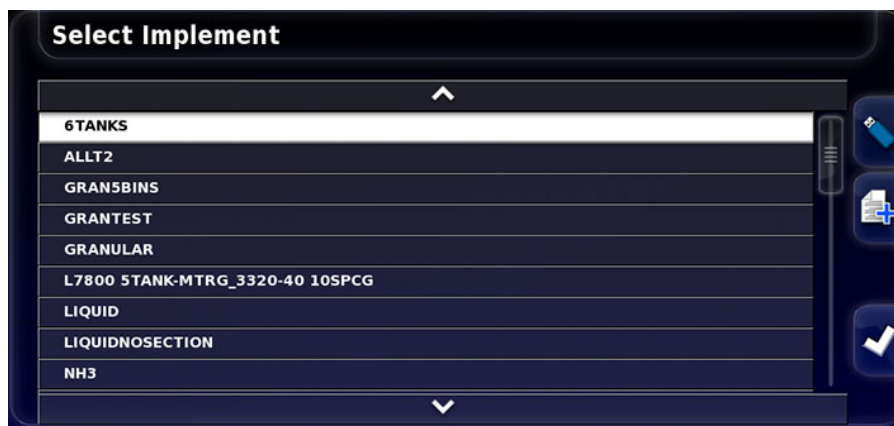 Select Implement
6TANKS
ALLT2
GRAN5BINS
GRANTEST
GRANULAR
L7800 5TANK-MTRG_3320-40 10SPCG
LIQUID
LIQUIDNOSECTION
NH3